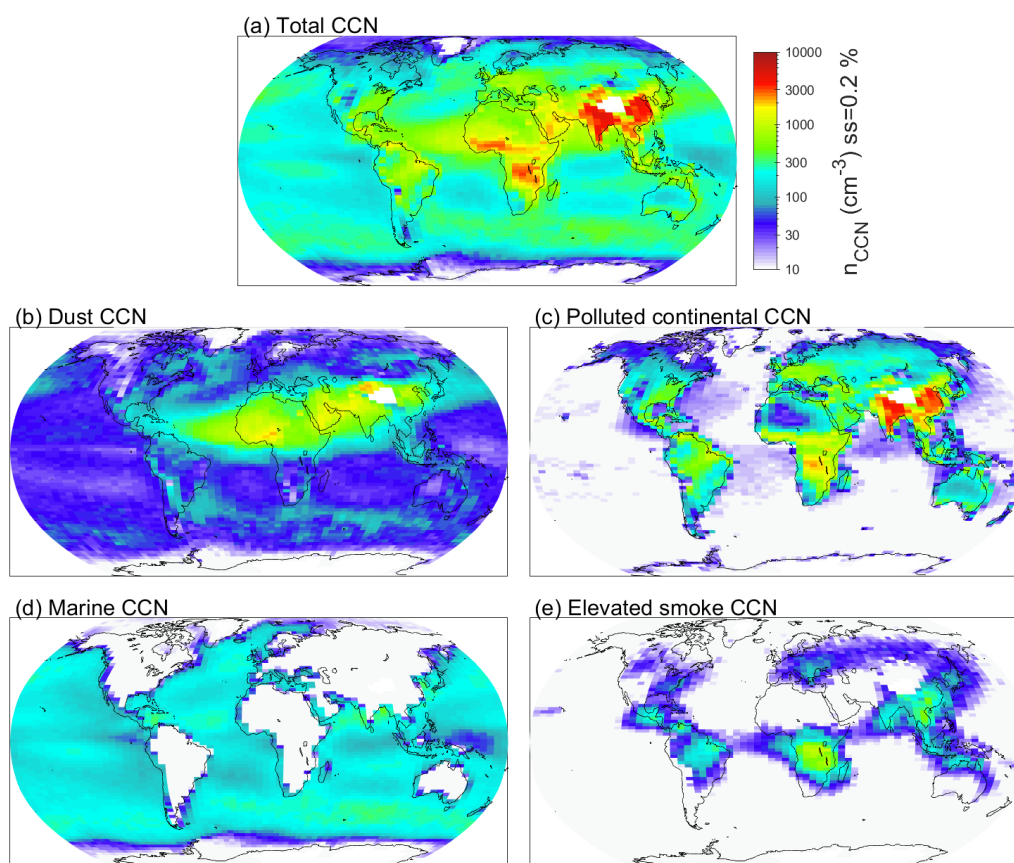 (a) Total CCN
10000
3000
1000
300
100
30
10
n_CCN (cm^-3) ss=0.2 %
(b) Dust CCN
(c) Polluted continental CCN
(d) Marine CCN
(e) Elevated smoke CCN